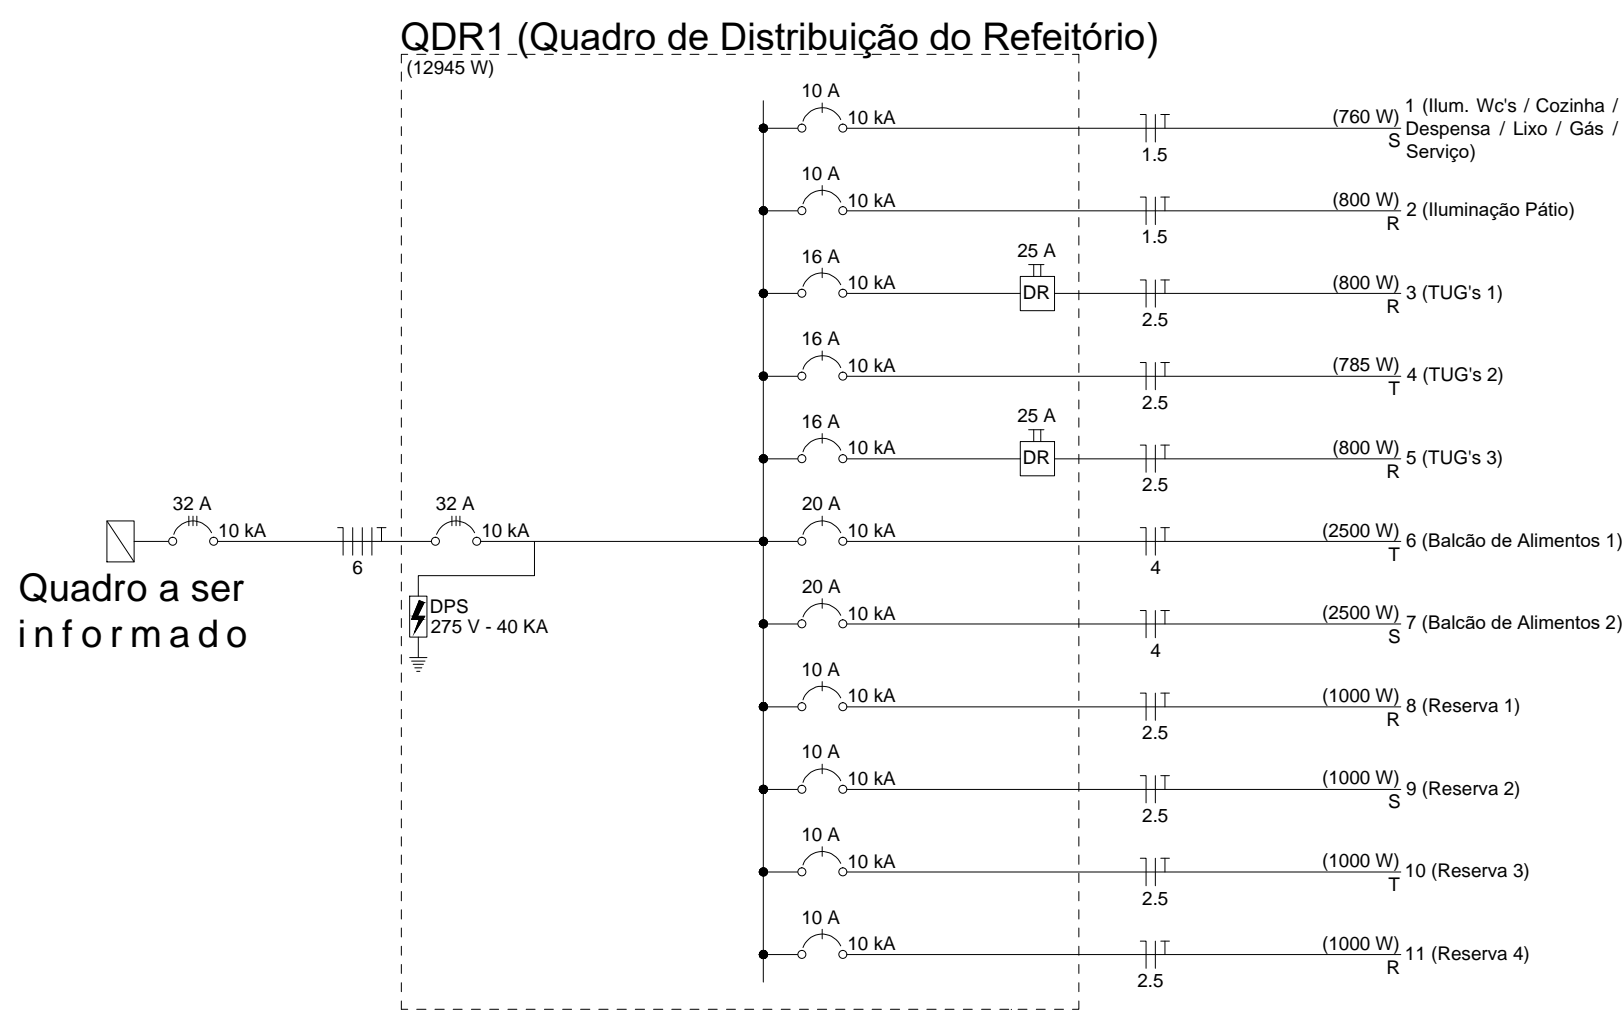 QDR1 (Quadro de Distribuição do Refeitório)
(12945 W)
10 A
10 kA
1.5
(760 W)
S
1 (Ilum. Wc's / Cozinha /
Despensa / Lixo / Gás /
Serviço)
10 A
10 kA
1.5
(800 W)
R
2 (Iluminação Pátio)
16 A
10 kA
25 A
DR
2.5
(800 W)
R
3 (TUG's 1)
16 A
10 kA
2.5
(785 W)
T
4 (TUG's 2)
16 A
10 kA
25 A
DR
2.5
(800 W)
R
5 (TUG's 3)
32 A
10 kA
6
32 A
10 kA
Quadro a ser
informado
DPS
275 V - 40 KA
20 A
10 kA
4
(2500 W)
T
6 (Balcão de Alimentos 1)
20 A
10 kA
4
(2500 W)
S
7 (Balcão de Alimentos 2)
10 A
10 kA
2.5
(1000 W)
R
8 (Reserva 1)
10 A
10 kA
2.5
(1000 W)
S
9 (Reserva 2)
10 A
10 kA
2.5
(1000 W)
T
10 (Reserva 3)
10 A
10 kA
2.5
(1000 W)
R
11 (Reserva 4)